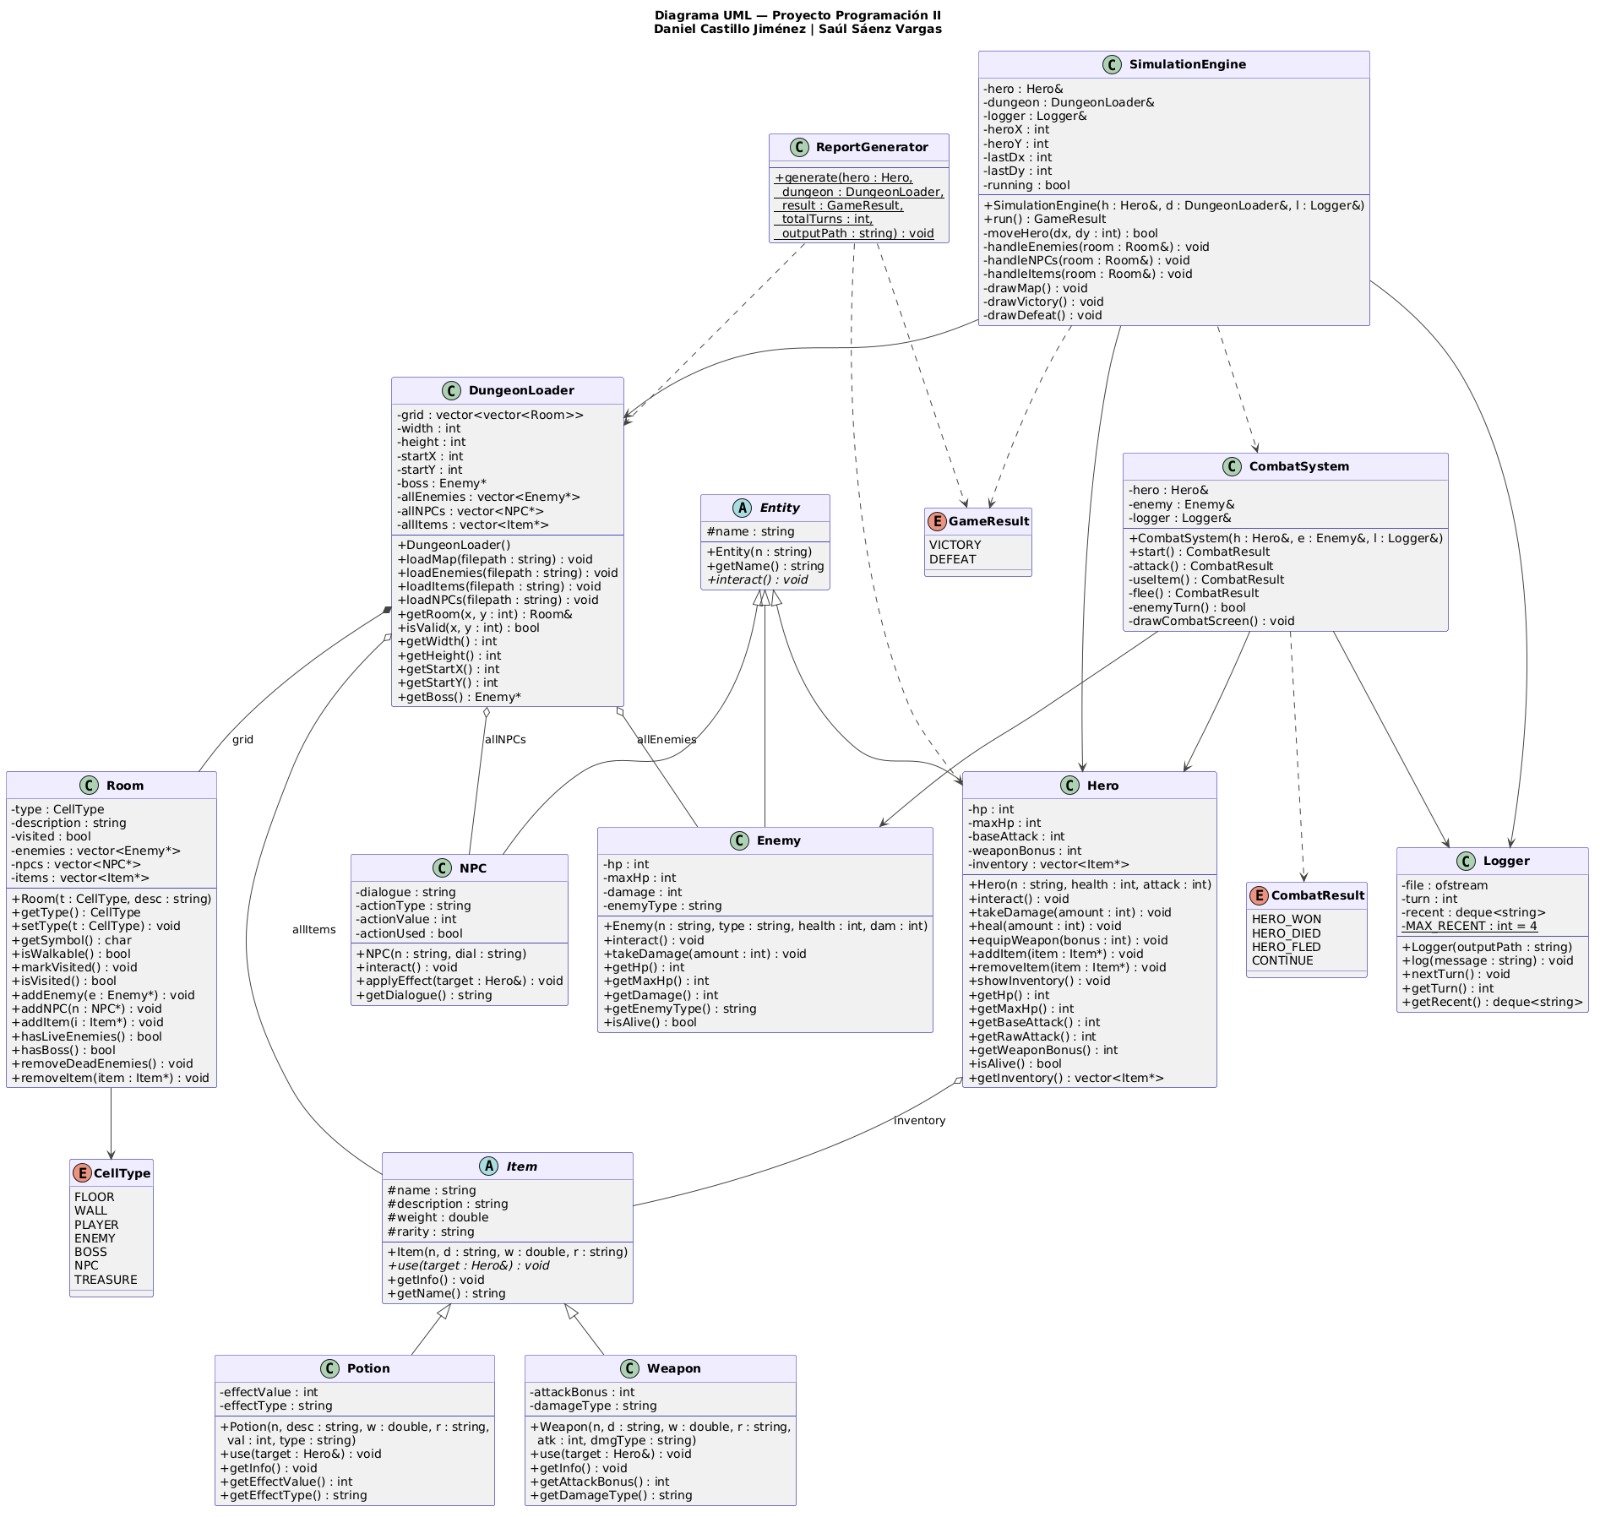 Diagrama UML — Proyecto Programación II
Daniel Castillo Jiménez | Saúl Sáenz Vargas
C SimulationEngine
-hero : Hero&
-dungeon : DungeonLoader&
-logger : Logger&
-heroX : int
-heroY : int
-lastDx : int
-lastDy : int
-running : bool
+SimulationEngine(h : Hero&, d : DungeonLoader&, l : Logger&)
+run() : GameResult
-moveHero(dx, dy : int) : bool
-handleEnemies(room : Room&) : void
-handleNPCs(room : Room&) : void
-handleItems(room : Room&) : void
-drawMap() : void
-drawVictory() : void
-drawDefeat() : void
C ReportGenerator
+generate(hero : Hero,
dungeon : DungeonLoader,
result : GameResult,
totalTurns : int,
outputPath : string) : void
C DungeonLoader
-grid : vector<vector<Room>>
-width : int
-height : int
-startX : int
-startY : int
-boss : Enemy*
-allEnemies : vector<Enemy*>
-allNPCs : vector<NPC*>
-allItems : vector<Item*>
+DungeonLoader()
+loadMap(filepath : string) : void
+loadEnemies(filepath : string) : void
+loadItems(filepath : string) : void
+loadNPCs(filepath : string) : void
+getRoom(x, y : int) : Room&
+isValid(x, y : int) : bool
+getWidth() : int
+getHeight() : int
+getStartX() : int
+getStartY() : int
+getBoss() : Enemy*
A Entity
#name : string
+Entity(n : string)
+getName() : string
+interact() : void
E GameResult
VICTORY
DEFEAT
C CombatSystem
-hero : Hero&
-enemy : Enemy&
-logger : Logger&
+CombatSystem(h : Hero&, e : Enemy&, l : Logger&)
+start() : CombatResult
-attack() : CombatResult
-useItem() : CombatResult
-flee() : CombatResult
-enemyTurn() : bool
-drawCombatScreen() : void
grid
allNPCs
allEnemies
C Room
-type : CellType
-description : string
-visited : bool
-enemies : vector<Enemy*>
-npcs : vector<NPC*>
-items : vector<Item*>
+Room(t : CellType, desc : string)
+getType() : CellType
+setType(t : CellType) : void
+getSymbol() : char
+isWalkable() : bool
+markVisited() : void
+isVisited() : bool
+addEnemy(e : Enemy*) : void
+addNPC(n : NPC*) : void
+addItem(i : Item*) : void
+hasLiveEnemies() : bool
+hasBoss() : bool
+removeDeadEnemies() : void
+removeItem(item : Item*) : void
allItems
C NPC
-dialogue : string
-actionType : string
-actionValue : int
-actionUsed : bool
+NPC(n : string, dial : string)
+interact() : void
+applyEffect(target : Hero&) : void
+getDialogue() : string
C Enemy
-hp : int
-maxHp : int
-damage : int
-enemyType : string
+Enemy(n : string, type : string, health : int, dam : int)
+interact() : void
+takeDamage(amount : int) : void
+getHp() : int
+getMaxHp() : int
+getDamage() : int
+getEnemyType() : string
+isAlive() : bool
C Hero
-hp : int
-maxHp : int
-baseAttack : int
-weaponBonus : int
-inventory : vector<Item*>
+Hero(n : string, health : int, attack : int)
+interact() : void
+takeDamage(amount : int) : void
+heal(amount : int) : void
+equipWeapon(bonus : int) : void
+addItem(item : Item*) : void
+removeItem(item : Item*) : void
+showInventory() : void
+getHp() : int
+getMaxHp() : int
+getBaseAttack() : int
+getRawAttack() : int
+getWeaponBonus() : int
+isAlive() : bool
+getInventory() : vector<Item*>
E CombatResult
HERO_WON
HERO_DIED
HERO_FLED
CONTINUE
C Logger
-file : ofstream
-turn : int
-recent : deque<string>
-MAX_RECENT : int = 4
+Logger(outputPath : string)
+log(message : string) : void
+nextTurn() : void
+getTurn() : int
+getRecent() : deque<string>
inventory
E CellType
FLOOR
WALL
PLAYER
ENEMY
BOSS
NPC
TREASURE
A Item
#name : string
#description : string
#weight : double
#rarity : string
+Item(n, d : string, w : double, r : string)
+use(target : Hero&) : void
+getInfo() : void
+getName() : string
C Potion
-effectValue : int
-effectType : string
+Potion(n, desc : string, w : double, r : string,
val : int, type : string)
+use(target : Hero&) : void
+getInfo() : void
+getEffectValue() : int
+getEffectType() : string
C Weapon
-attackBonus : int
-damageType : string
+Weapon(n, d : string, w : double, r : string,
atk : int, dmgType : string)
+use(target : Hero&) : void
+getInfo() : void
+getAttackBonus() : int
+getDamageType() : string